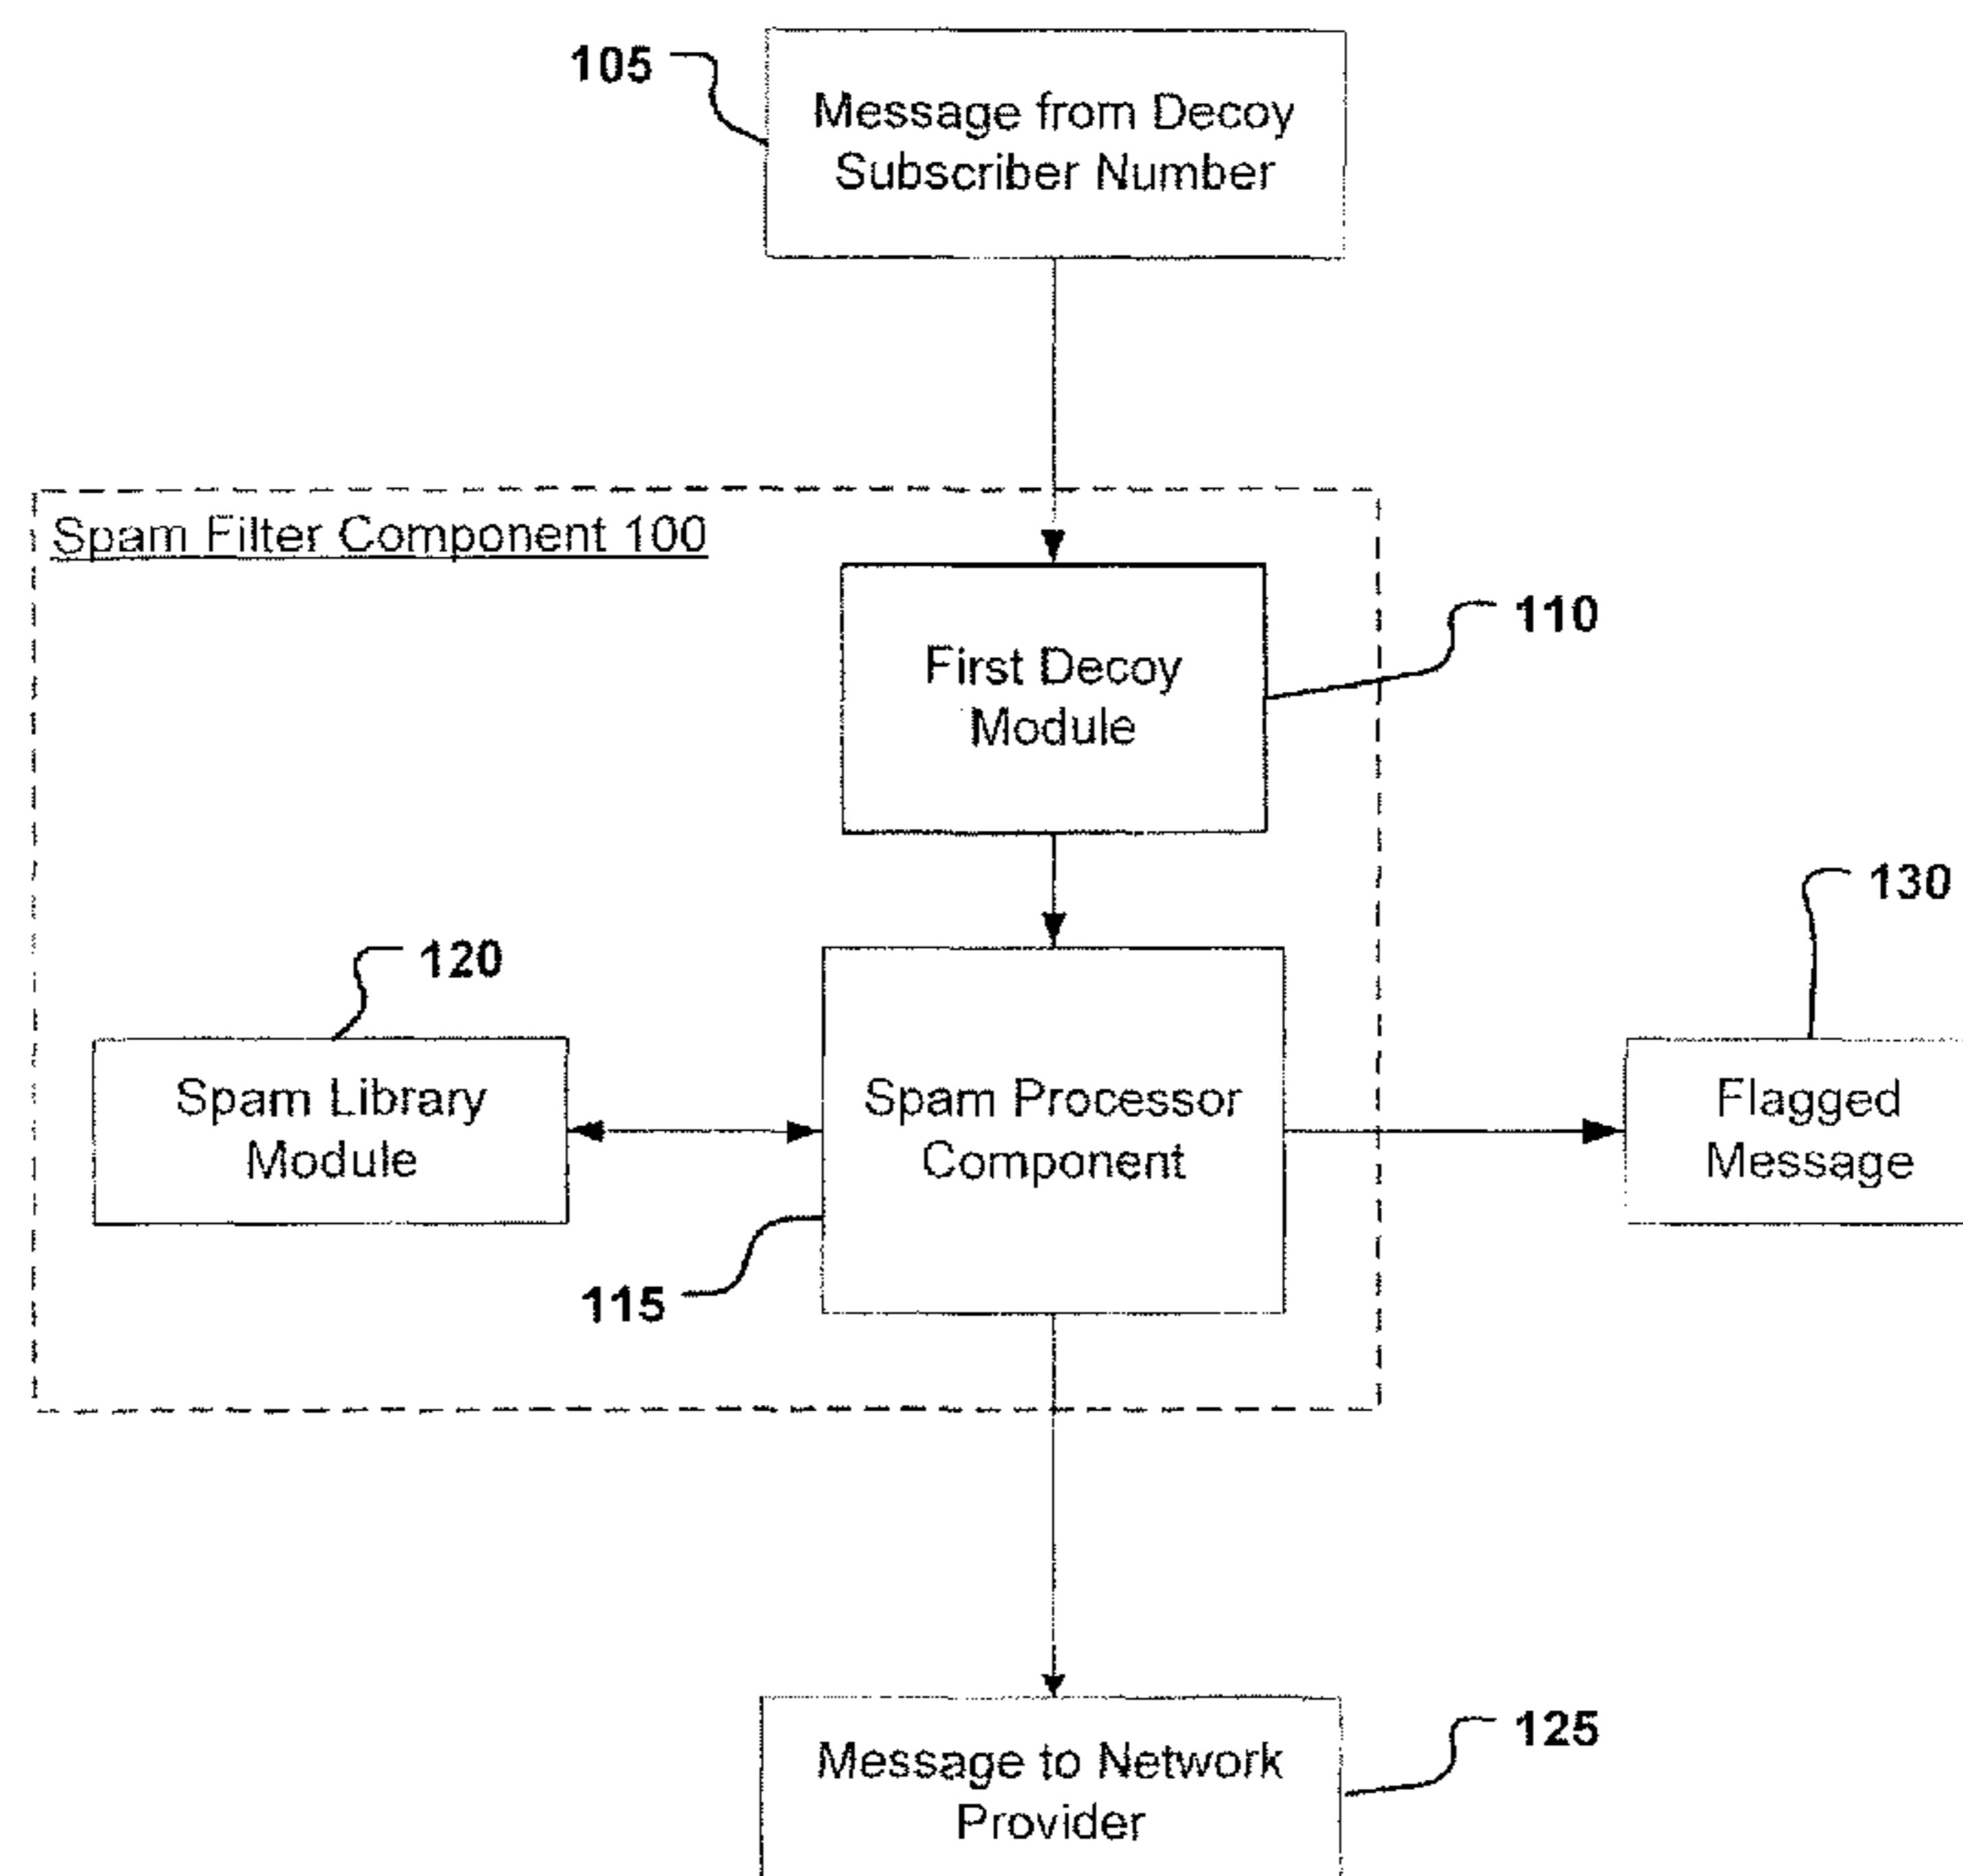 105
Message from Decoy
Subscriber Number
Spam Filter Component 100
First Decoy
Module
110
130
120
Spam Library
Module
Spam Processor
Component
Flagged
Message
115
125
Message to Network
Provider